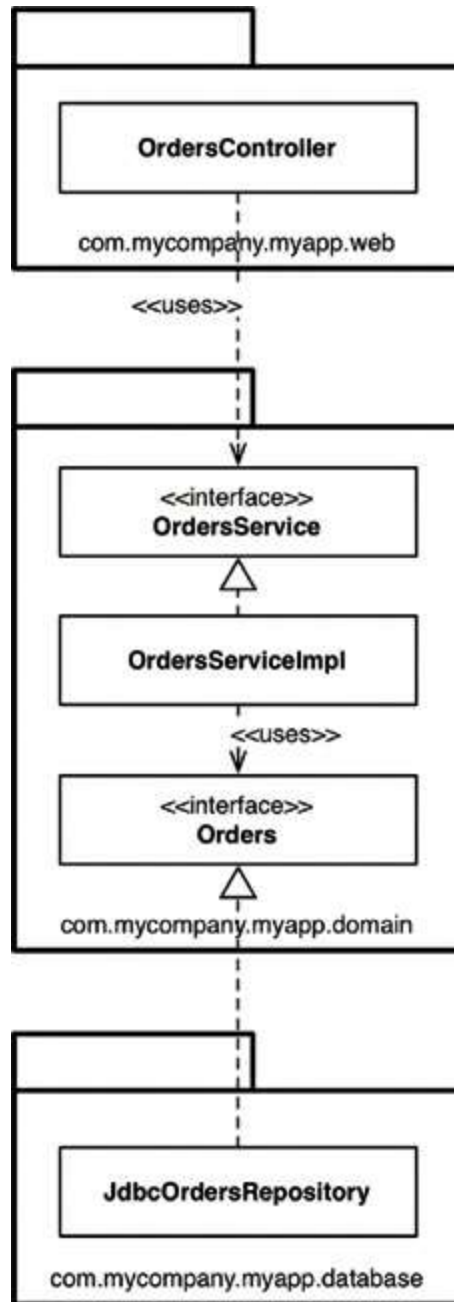 OrdersController
com.mycompany.myapp.web
<<uses>>
<<interface>>
OrdersService
OrdersServiceImpl
<<uses>>
<<interface>>
Orders
com.mycompany.myapp.domain
JdbcOrdersRepository
com.mycompany.myapp.database